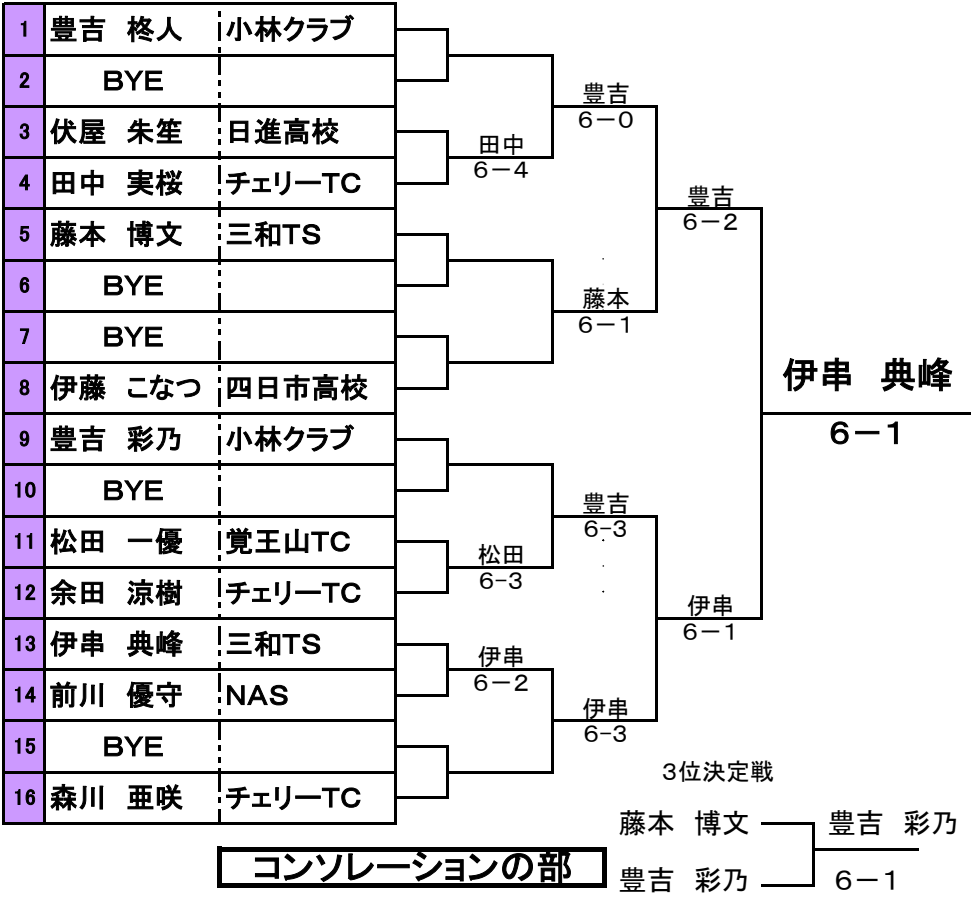 1 豊吉 柊人 小林クラブ
2 BYE
3 伏屋 朱笙 日進高校
4 田中 実桜 チェリーTC
5 藤本 博文 三和TS
6 BYE
7 BYE
8 伊藤 こなつ 四日市高校
9 豊吉 彩乃 小林クラブ
10 BYE
11 松田 一優 覚王山TC
12 余田 涼樹 チェリーTC
13 伊串 典峰 三和TS
14 前川 優守 NAS
15 BYE
16 森川 亜咲 チェリーTC
田中
6-4
松田
6-3
伊串
6-2
豊吉
6-0
藤本
6-1
豊吉
6-3
伊串
6-3
豊吉
6-2
伊串
6-1
伊串 典峰
6-1
3位決定戦
藤本 博文
豊吉 彩乃
豊吉 彩乃
6-1
コンソレーションの部